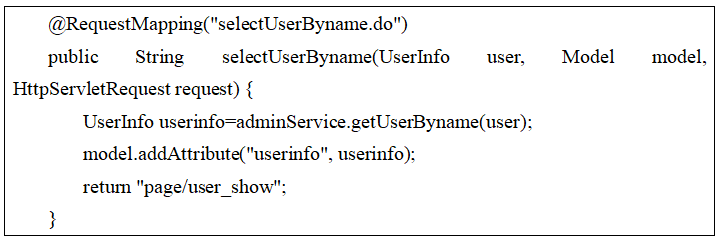 @RequestMapping("selectUserByname.do")
public String selectUserByname(UserInfo user, Model model,
HttpServletRequest request) {
UserInfo userinfo=adminService.getUserByname(user);
model.addAttribute("userinfo", userinfo);
return "page/user_show";
}